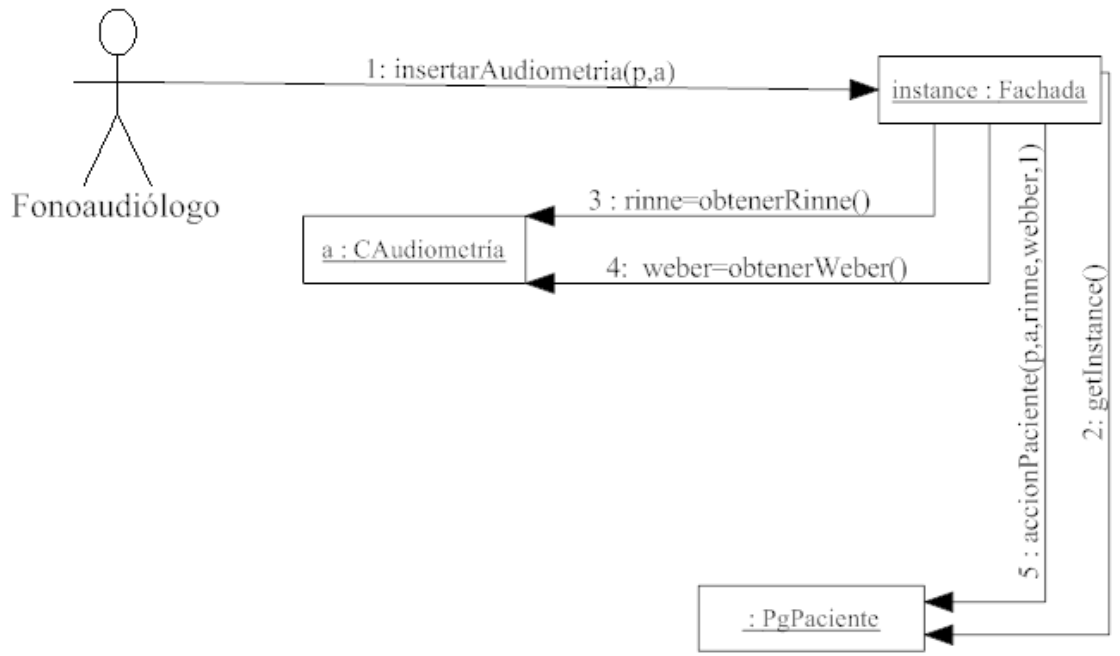 1: insertarAudiometria(p,a)
instance : Fachada
Fonoaudiólogo
3 : rinne=obtenerRinne()
a : CAudiometría
4: weber=obtenerWeber()
5 : accionPaciente(p,a,rinne,webber,1)
2: getInstance()
: PgPaciente